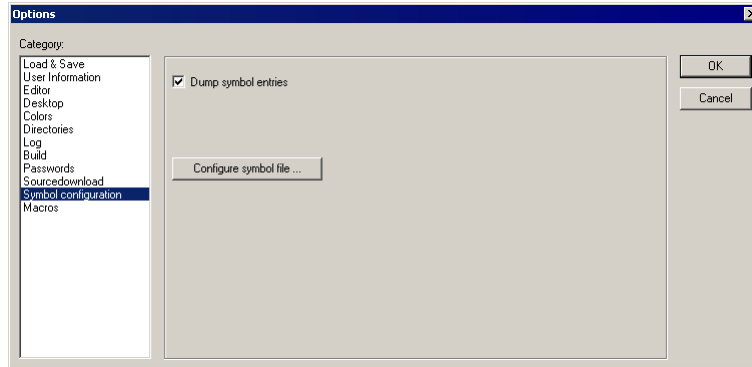 Options
Category:
Load & Save
User Information
Editor
Desktop
Colors
Directories
Log
Build
Passwords
Sourcedownload
Symbol configuration
Macros
Dump symbol entries
Configure symbol file ...
OK
Cancel